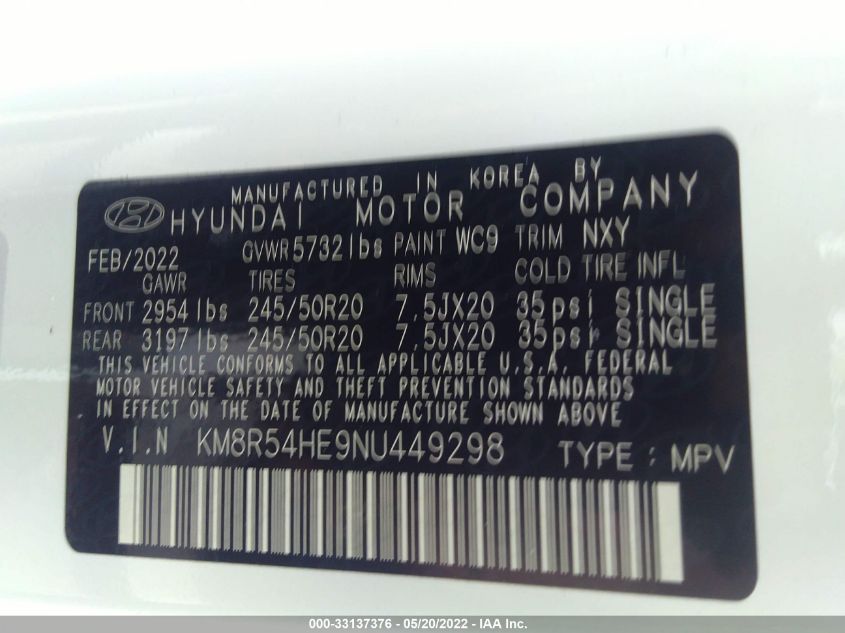 MANUFACTURED IN KOREA BY
HYUNDAI MOTOR COMPANY
FEB/2022 GVWR 5732 lbs PAINT WC9 TRIM NXY
GAWR TIRES RIMS COLD TIRE INFL
FRONT 2954 lbs 245/50R20 7.5JX20 35psi SINGLE
REAR 3197 lbs 245/50R20 7.5JX20 35psi SINGLE
THIS VEHICLE CONFORMS TO ALL APPLICABLE U.S.A. FEDERAL
MOTOR VEHICLE SAFETY AND THEFT PREVENTION STANDARDS
IN EFFECT ON THE DATE OF MANUFACTURE SHOWN ABOVE
V.I.N KM8R54HE9NU449298 TYPE : MPV
000-33137376 - 05/20/2022 - IAA Inc.